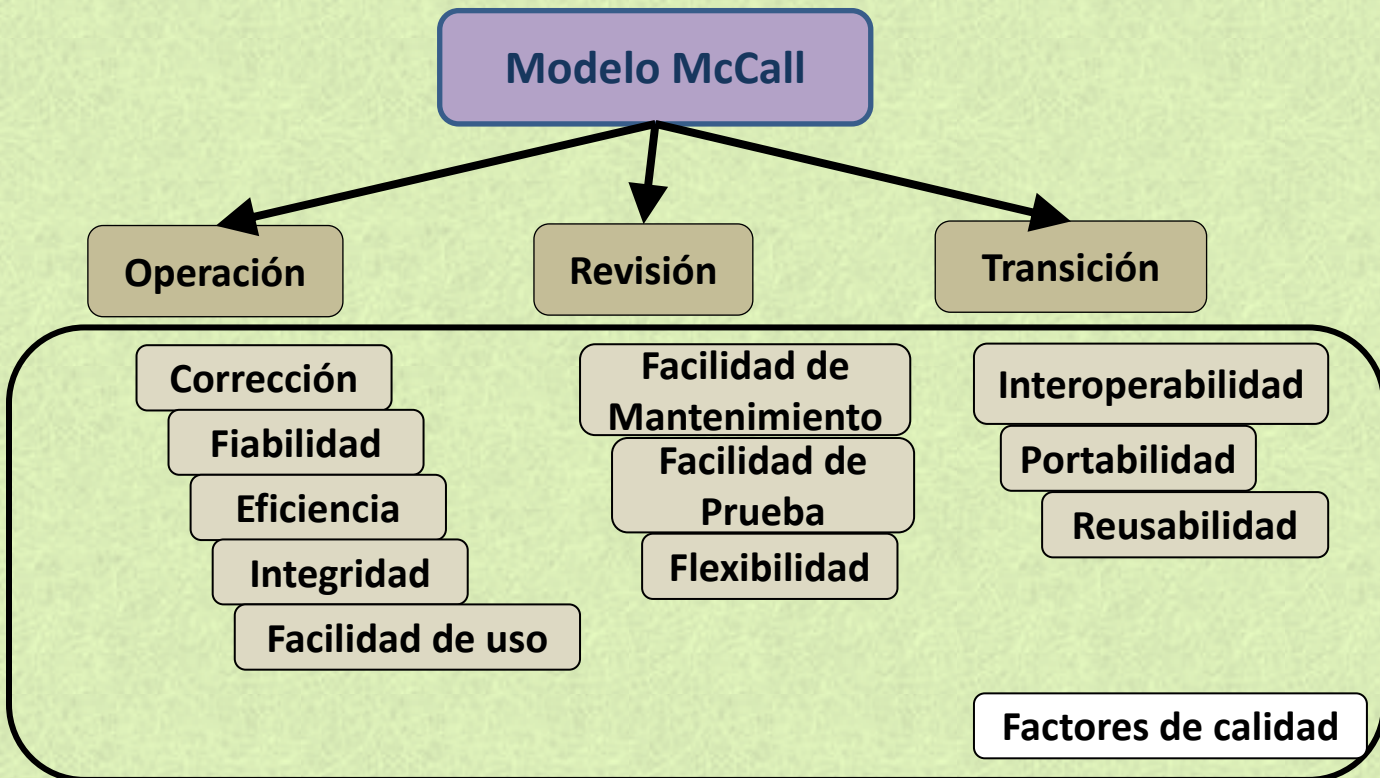 Modelo McCall
Operación
Revisión
Transición
Corrección
Fiabilidad
Eficiencia
Integridad
Facilidad de uso
Facilidad de
Mantenimiento
Facilidad de
Prueba
Flexibilidad
Interoperabilidad
Portabilidad
Reusabilidad
Factores de calidad